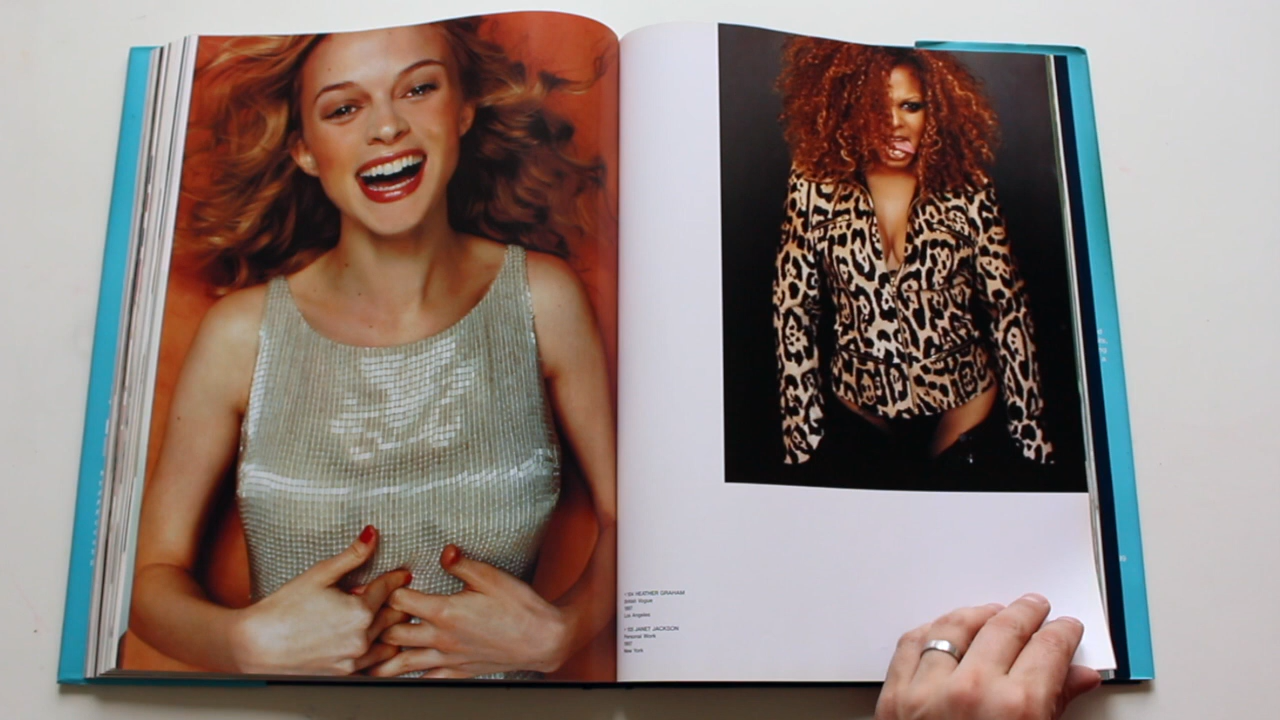 HEATHER GRAHAM
British Vogue
1997
Los Angeles
JANET JACKSON
Personal Work
1997
New York